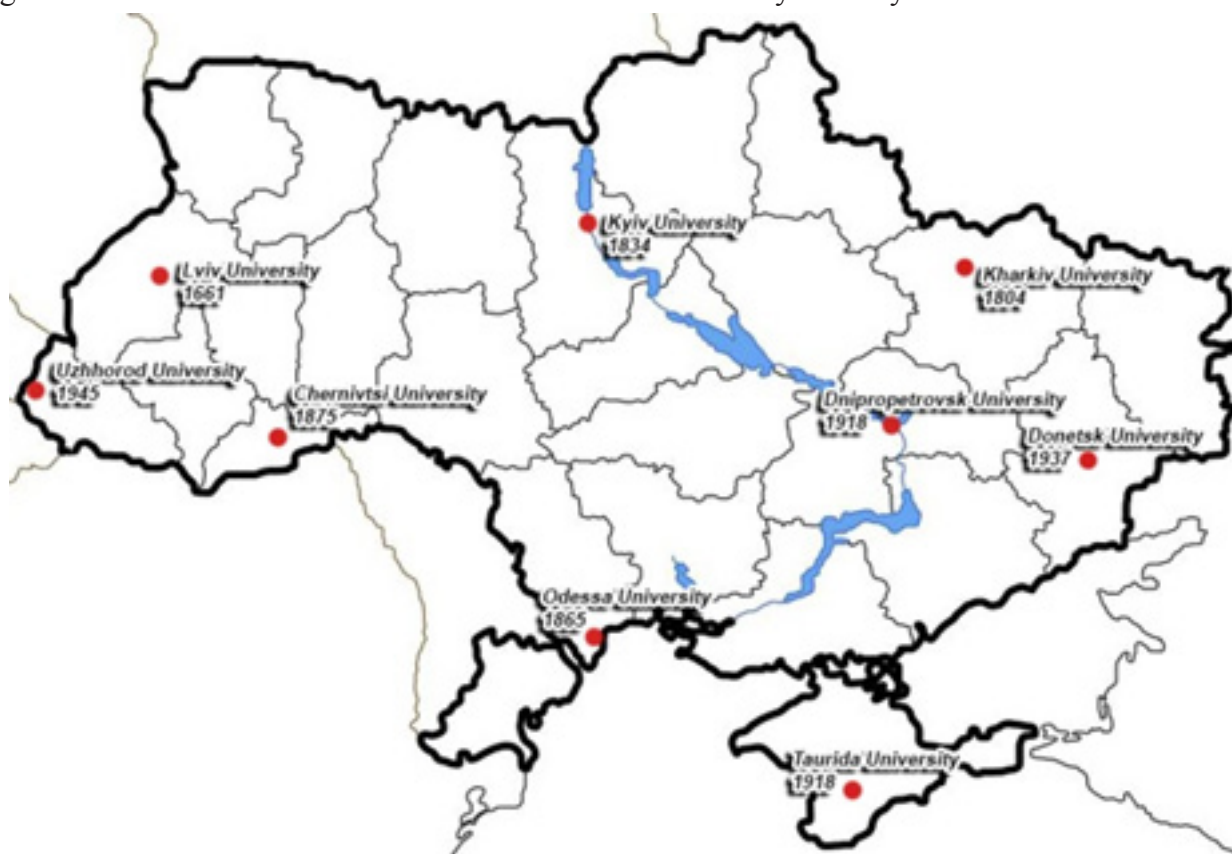 Kyiv University
1834
Lviv University
1661
Kharkiv University
1804
Uzhhorod University
1945
Chernivtsi University
1875
Dnipropetrovsk University
1918
Donetsk University
1937
Odessa University
1865
Taurida University
1918